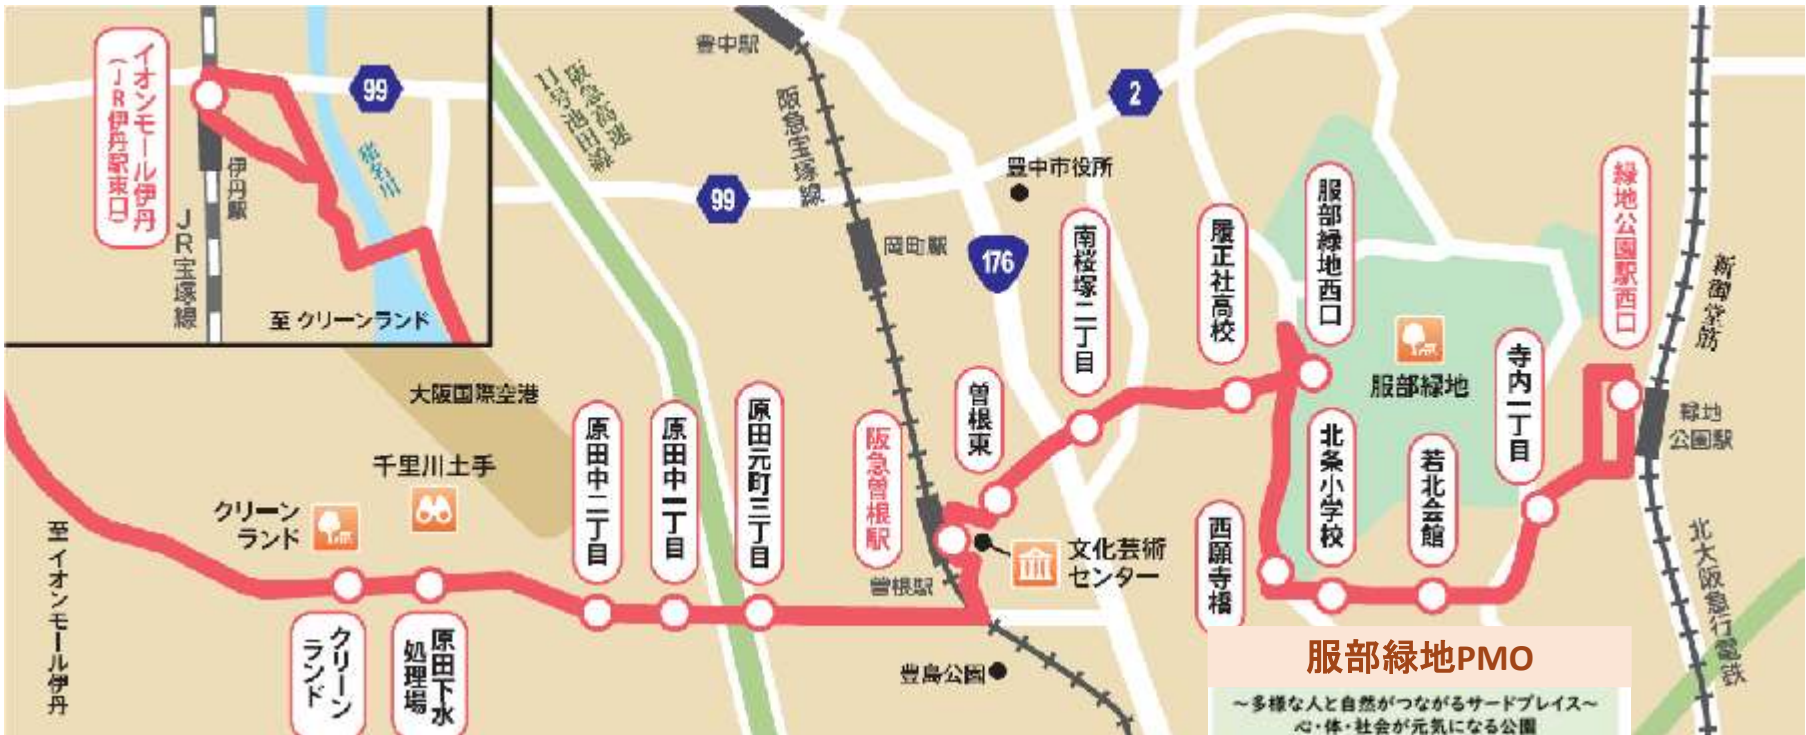 イオンモール伊丹
(JR伊丹駅東口)
伊丹駅
JR宝塚線
99
猪名川
至 クリーンランド
阪急高速
11号池田線
豊中駅
阪急宝塚線
99
2
豊中市役所
岡町駅
176
南桜塚二丁目
履正社高校
服部緑地西口
服部緑地
緑地公園駅西口
新御堂筋
緑地
公園駅
寺内一丁目
大阪国際空港
千里川土手
クリーン
ランド
原田中二丁目
原田中一丁目
原田元町三丁目
阪急曽根駅
曽根東
曽根駅
文化芸術
センター
西願寺橋
北条小学校
若北会館
北大阪急行電鉄
至 イオンモール伊丹
クリーン
ランド
原田下水
処理場
豊島公園
服部緑地PMO
～多様な人と自然がつながるサードプレイス～
心・体・社会が元気になる公園